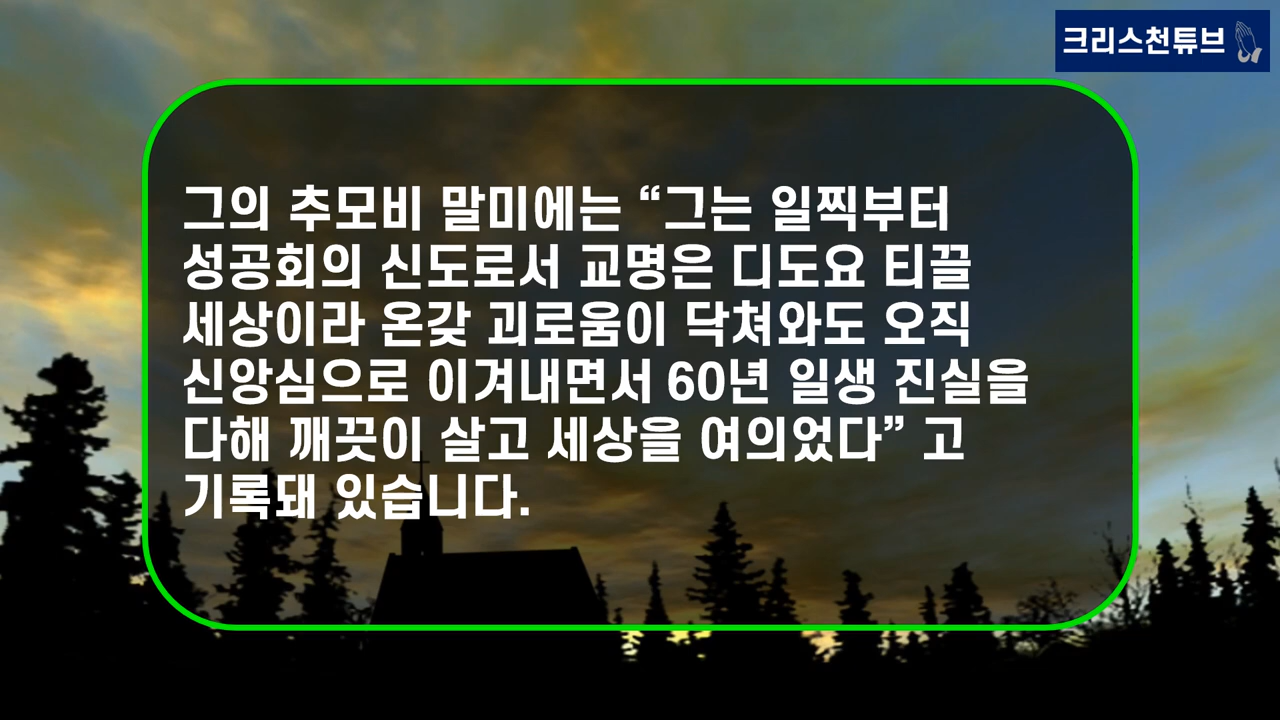 크리스천튜브
그의 추모비 말미에는 “그는 일찍부터
성공회의 신도로서 교명은 디도요 티끌
세상이라 온갖 괴로움이 닥쳐와도 오직
신앙심으로 이겨내면서 60년 일생 진실을
다해 깨끗이 살고 세상을 여의었다” 고
기록돼 있습니다.